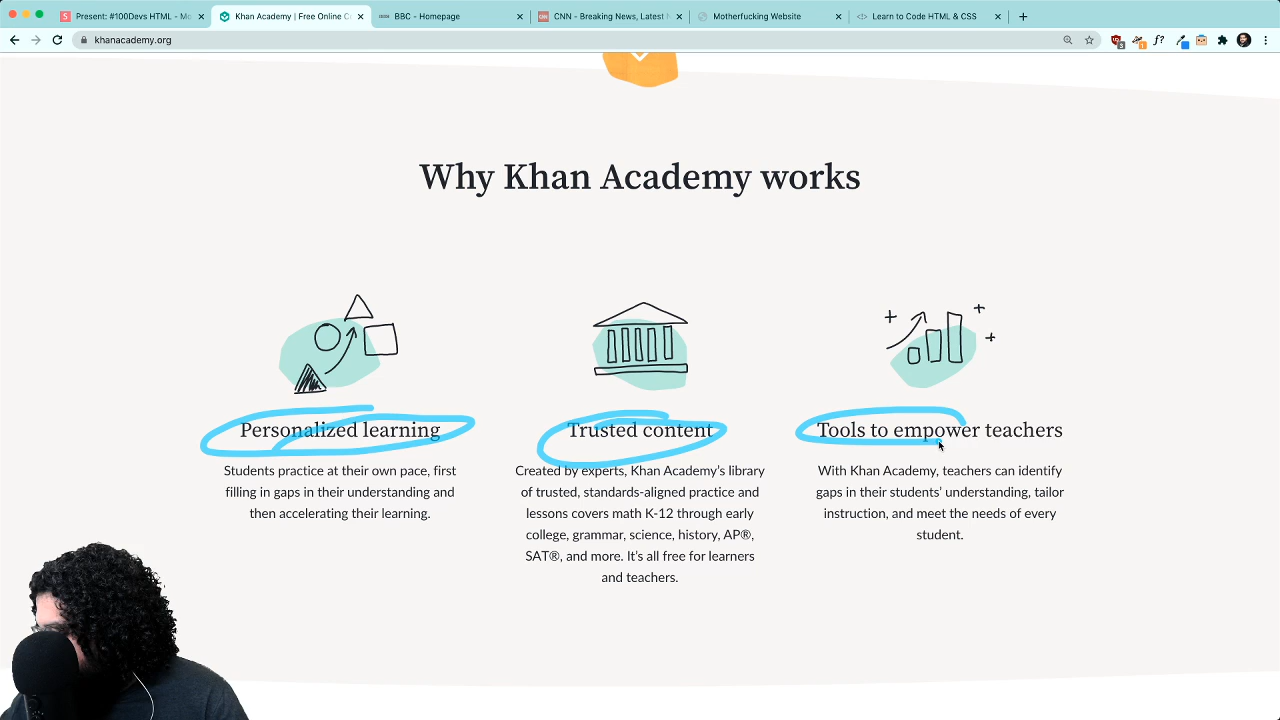 Present: #100Devs HTML - Mo
Khan Academy | Free Online C
BBC - Homepage
CNN - Breaking News, Latest N
Motherfucking Website
Learn to Code HTML & CSS
khanacademy.org
Why Khan Academy works
Personalized learning
Students practice at their own pace, first
filling in gaps in their understanding and
then accelerating their learning.
Trusted content
Created by experts, Khan Academy's library
of trusted, standards-aligned practice and
lessons covers math K-12 through early
college, grammar, science, history, AP®,
SAT®, and more. It's all free for learners
and teachers.
Tools to empower teachers
With Khan Academy, teachers can identify
gaps in their students' understanding, tailor
instruction, and meet the needs of every
student.